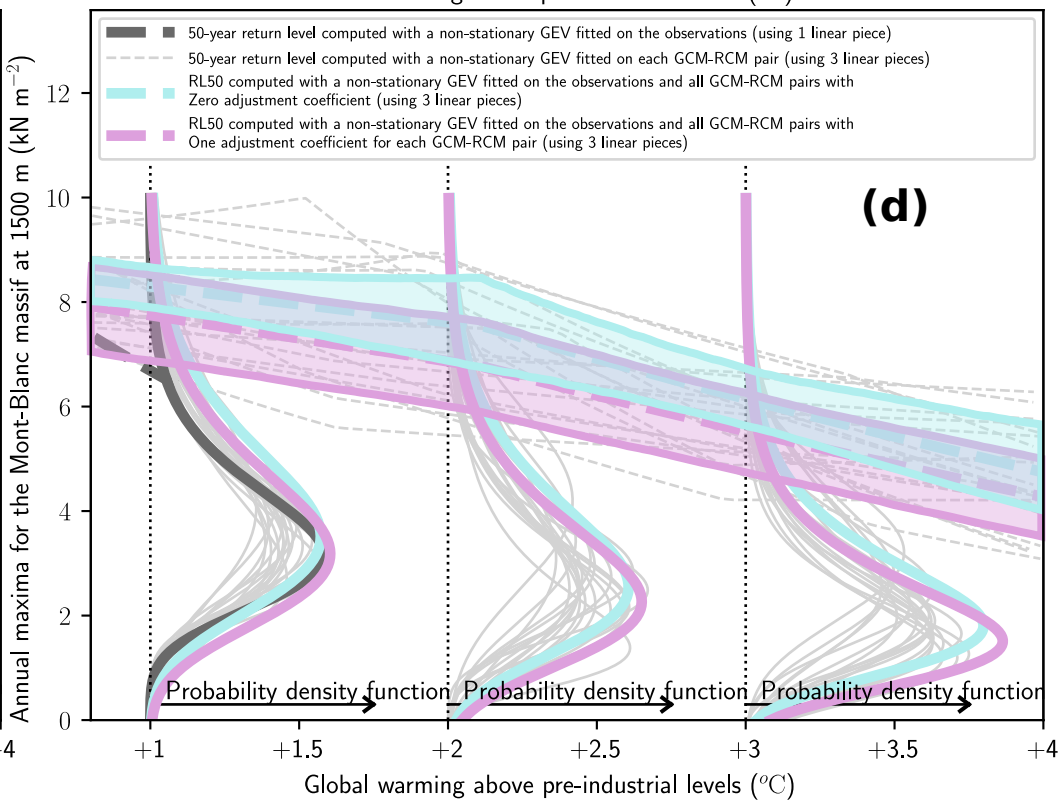 50-year return level computed with a non-stationary GEV fitted on the observations (using 1 linear piece)
50-year return level computed with a non-stationary GEV fitted on each GCM-RCM pair (using 3 linear pieces)
RL50 computed with a non-stationary GEV fitted on the observations and all GCM-RCM pairs with
Zero adjustment coefficient (using 3 linear pieces)
RL50 computed with a non-stationary GEV fitted on the observations and all GCM-RCM pairs with
One adjustment coefficient for each GCM-RCM pair (using 3 linear pieces)
(d)
Annual maxima for the Mont-Blanc massif at 1500 m (kN m⁻²)
12
10
8
6
4
2
0
Probability density function Probability density function Probability density function
+4 +1 +1.5 +2 +2.5 +3 +3.5 +4
Global warming above pre-industrial levels (°C)